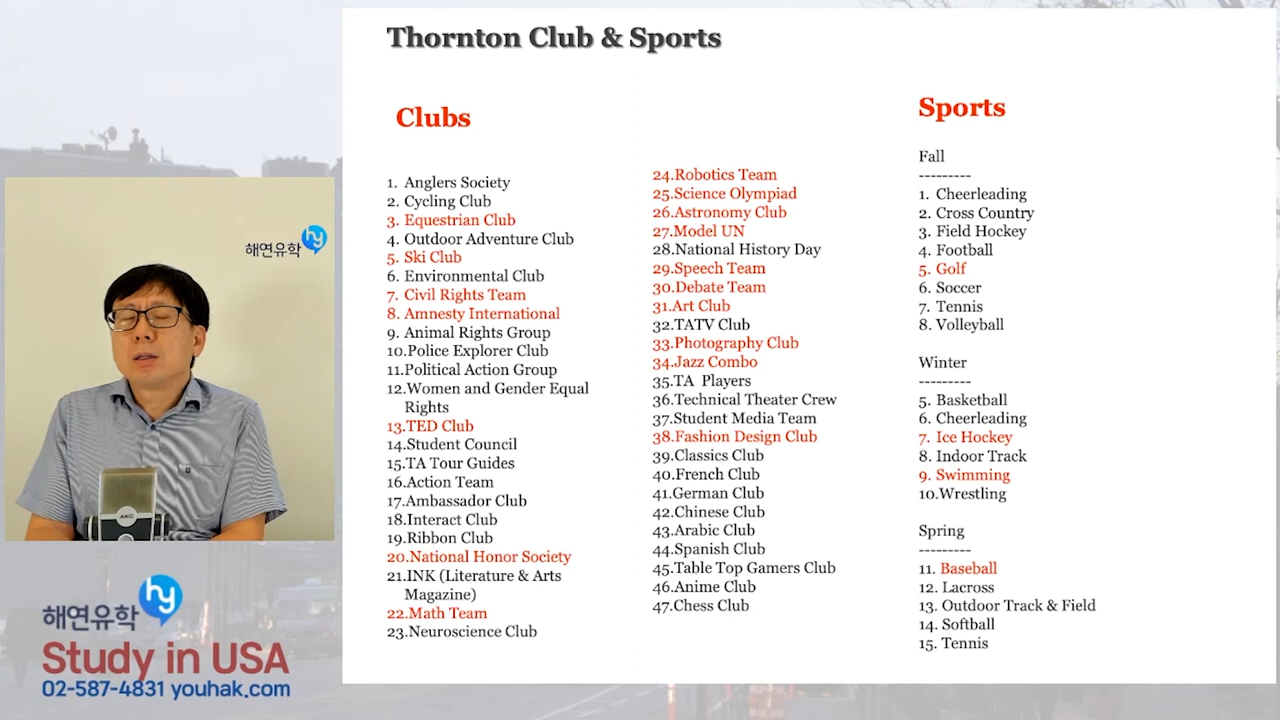 Thornton Club & Sports
Clubs
1. Anglers Society
2. Cycling Club
3. Equestrian Club
4. Outdoor Adventure Club
5. Ski Club
6. Environmental Club
7. Civil Rights Team
8. Amnesty International
9. Animal Rights Group
10.Police Explorer Club
11.Political Action Group
12.Women and Gender Equal
Rights
13.TED Club
14.Student Council
15.TA Tour Guides
16.Action Team
17.Ambassador Club
18.Interact Club
19.Ribbon Club
20.National Honor Society
21.INK (Literature & Arts
Magazine)
22.Math Team
23.Neuroscience Club
24.Robotics Team
25.Science Olympiad
26.Astronomy Club
27.Model UN
28.National History Day
29.Speech Team
30.Debate Team
31.Art Club
32.TATV Club
33.Photography Club
34.Jazz Combo
35.TA Players
36.Technical Theater Crew
37.Student Media Team
38.Fashion Design Club
39.Classics Club
40.French Club
41.German Club
42.Chinese Club
43.Arabic Club
44.Spanish Club
45.Table Top Gamers Club
46.Anime Club
47.Chess Club
Sports
Fall
---------
1. Cheerleading
2. Cross Country
3. Field Hockey
4. Football
5. Golf
6. Soccer
7. Tennis
8. Volleyball
Winter
---------
5. Basketball
6. Cheerleading
7. Ice Hockey
8. Indoor Track
9. Swimming
10.Wrestling
Spring
---------
11. Baseball
12. Lacross
13. Outdoor Track & Field
14. Softball
15. Tennis
해연유학 hy
AKG
해연유학 hy
Study in USA
02-587-4831 youhak.com